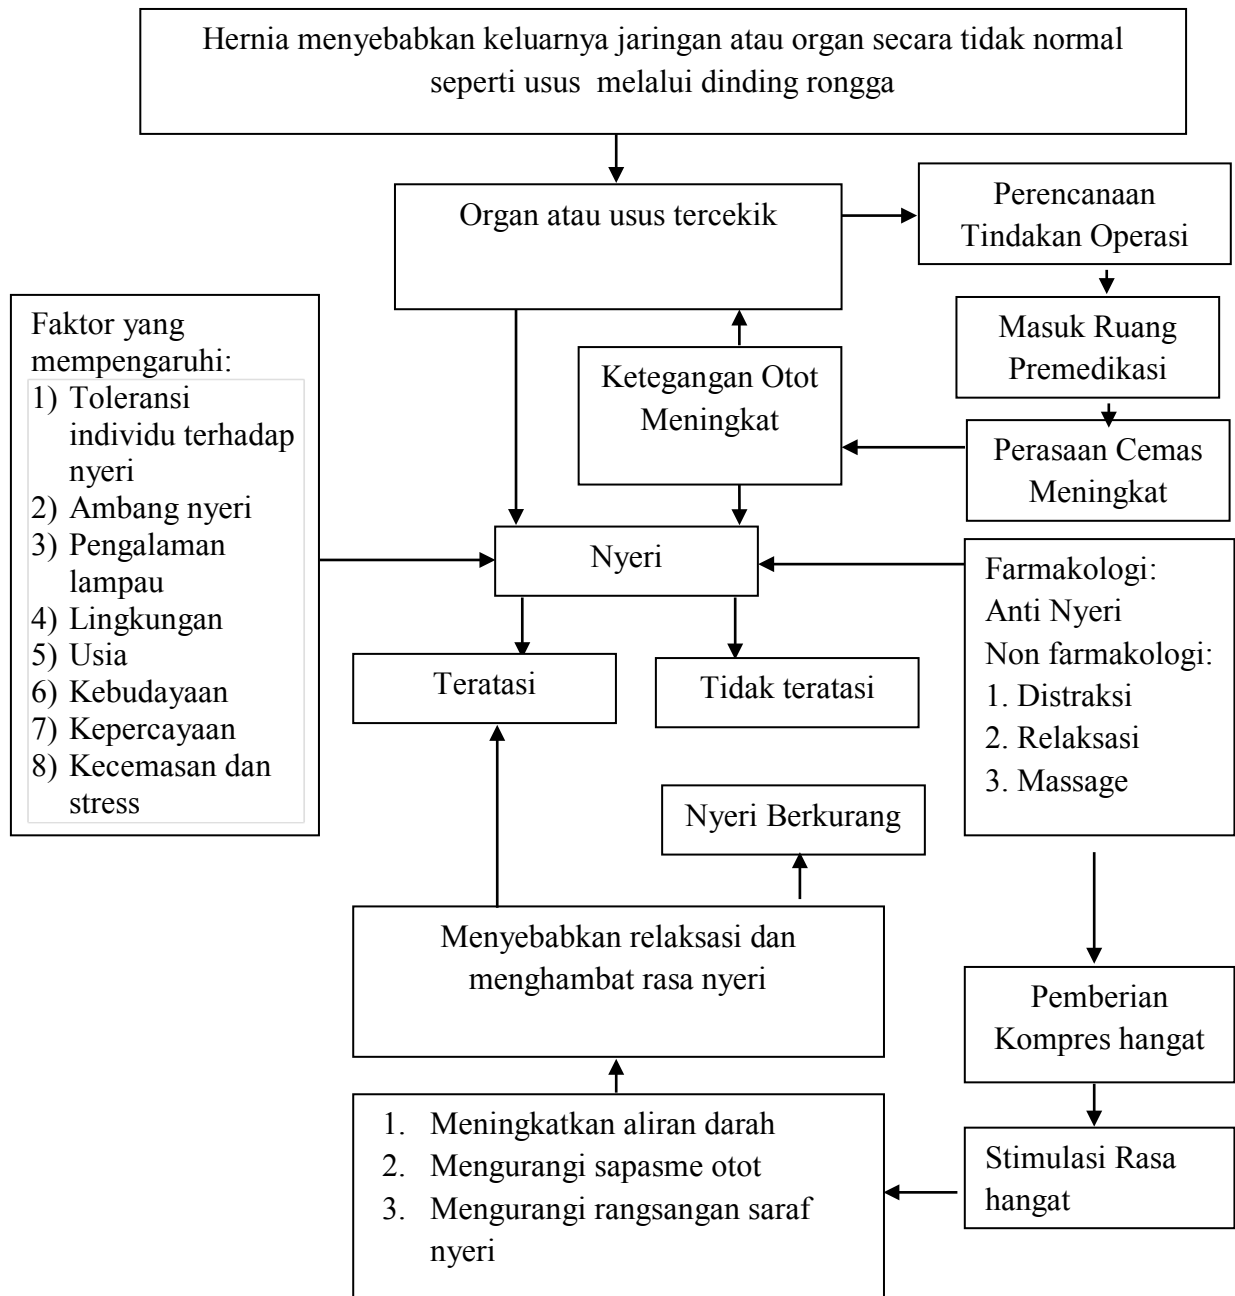 Hernia menyebabkan keluarnya jaringan atau organ secara tidak normal
seperti usus melalui dinding rongga
Organ atau usus tercekik
Perencanaan
Tindakan Operasi
Masuk Ruang
Premedikasi
Perasaan Cemas
Meningkat
Ketegangan Otot
Meningkat
Faktor yang
mempengaruhi:
1) Toleransi
individu terhadap
nyeri
2) Ambang nyeri
3) Pengalaman
lampau
4) Lingkungan
5) Usia
6) Kebudayaan
7) Kepercayaan
8) Kecemasan dan
stress
Nyeri
Farmakologi:
Anti Nyeri
Non farmakologi:
1. Distraksi
2. Relaksasi
3. Massage
Teratasi
Tidak teratasi
Nyeri Berkurang
Menyebabkan relaksasi dan
menghambat rasa nyeri
Pemberian
Kompres hangat
Stimulasi Rasa
hangat
1. Meningkatkan aliran darah
2. Mengurangi sapasme otot
3. Mengurangi rangsangan saraf
nyeri